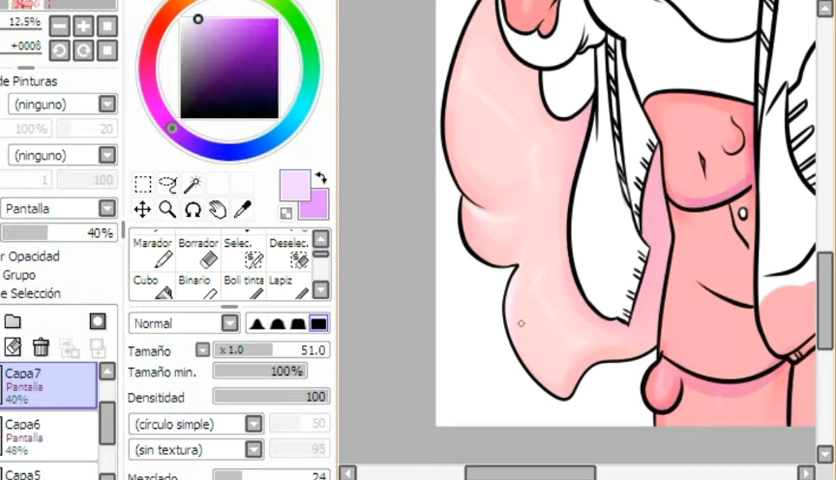 12.5%
+0008
de Pinturas
(ninguno)
100% 20
(ninguno)
1 100
Pantalla
40%
r Opacidad
Grupo
e Selección
Capa7
Pantalla
40%
Capa6
Pantalla
48%
Capa5
Marador Borrador Selec. Deselec.
Cubo Binario Boli tinta Lapiz
Normal
Tamaño x 1.0 51.0
Tamaño min. 100%
Densitidad 100
(círculo simple) 50
(sin textura) 95
Mezclado 24